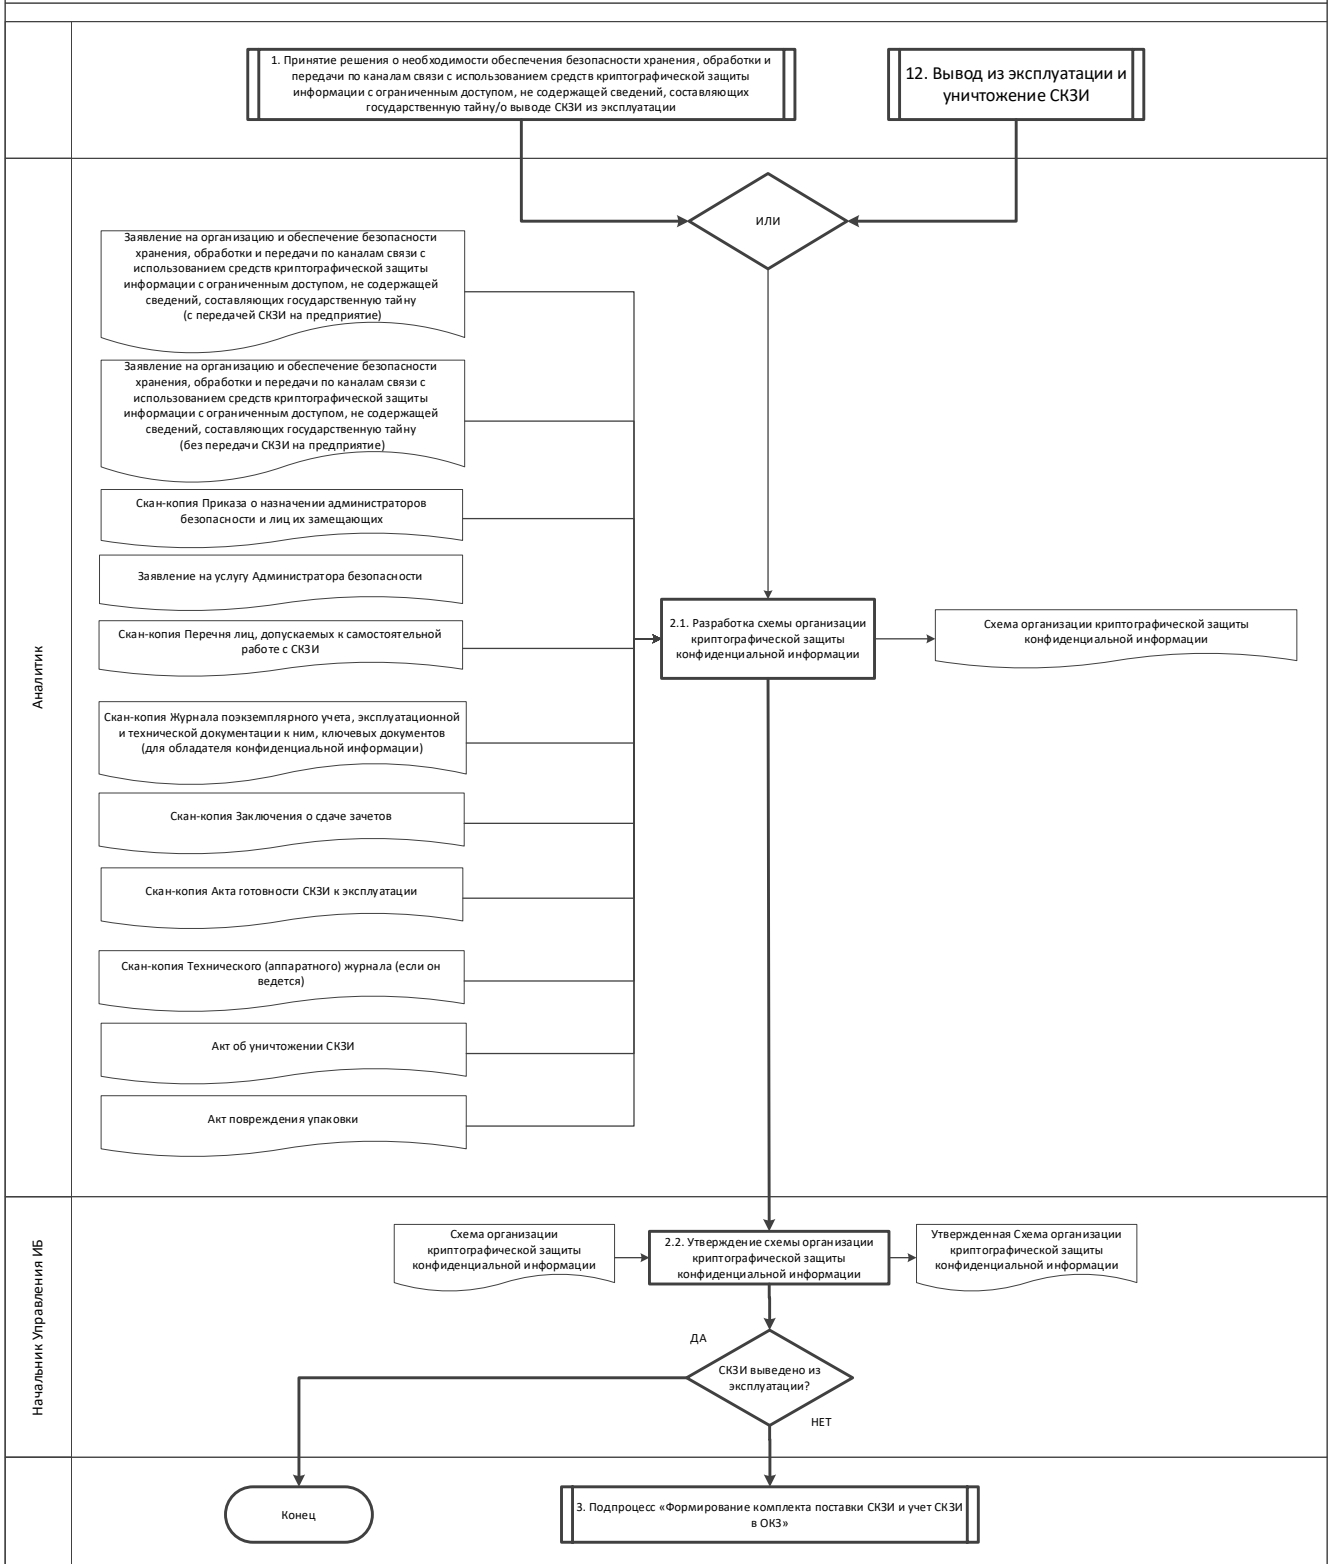 1. Принятие решения о необходимости обеспечения безопасности хранения, обработки и
передачи по каналам связи с использованием средств криптографической защиты
информации с ограниченным доступом, не содержащей сведений, составляющих
государственную тайну/о выводе СКЗИ из эксплуатации
12. Вывод из эксплуатации и
уничтожение СКЗИ
Аналитик
ИЛИ
Заявление на организацию и обеспечение безопасности
хранения, обработки и передачи по каналам связи с
использованием средств криптографической защиты
информации с ограниченным доступом, не содержащей
сведений, составляющих государственную тайну
(с передачей СКЗИ на предприятие)
Заявление на организацию и обеспечение безопасности
хранения, обработки и передачи по каналам связи с
использованием средств криптографической защиты
информации с ограниченным доступом, не содержащей
сведений, составляющих государственную тайну
(без передачи СКЗИ на предприятие)
Скан-копия Приказа о назначении администраторов
безопасности и лиц их замещающих
Заявление на услугу Администратора безопасности
Скан-копия Перечня лиц, допускаемых к самостоятельной
работе с СКЗИ
2.1. Разработка схемы организации
криптографической защиты
конфиденциальной информации
Схема организации криптографической защиты
конфиденциальной информации
Скан-копия Журнала поэкземплярного учета, эксплуатационной
и технической документации к ним, ключевых документов
(для обладателя конфиденциальной информации)
Скан-копия Заключения о сдаче зачетов
Скан-копия Акта готовности СКЗИ к эксплуатации
Скан-копия Технического (аппаратного) журнала (если он
ведется)
Акт об уничтожении СКЗИ
Акт повреждения упаковки
Начальник Управления ИБ
Схема организации
криптографической защиты
конфиденциальной информации
2.2. Утверждение схемы организации
криптографической защиты
конфиденциальной информации
Утвержденная Схема организации
криптографической защиты
конфиденциальной информации
ДА
СКЗИ выведено из
эксплуатации?
НЕТ
Конец
3. Подпроцесс «Формирование комплекта поставки СКЗИ и учет СКЗИ
в ОКЗ»